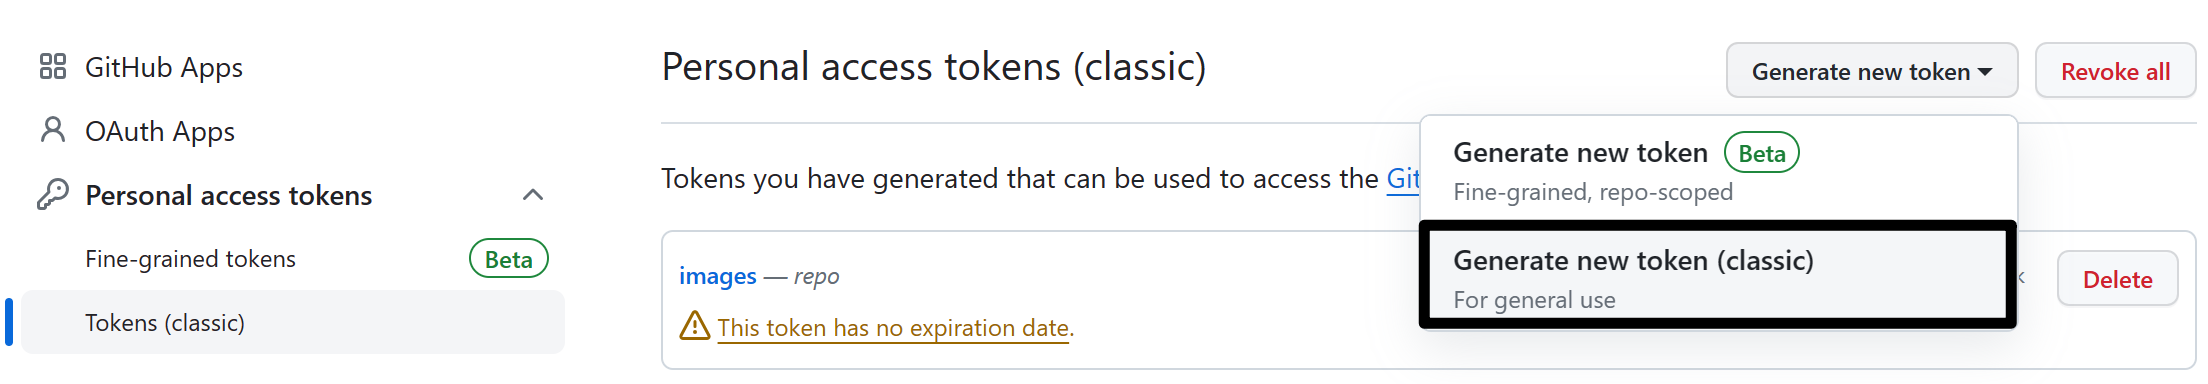 GitHub Apps
OAuth Apps
Personal access tokens
Fine-grained tokens Beta
Tokens (classic)
Personal access tokens (classic)
Generate new token
Revoke all
Generate new token Beta
Fine-grained, repo-scoped
Generate new token (classic)
For general use
Tokens you have generated that can be used to access the
images — repo
Delete
This token has no expiration date.